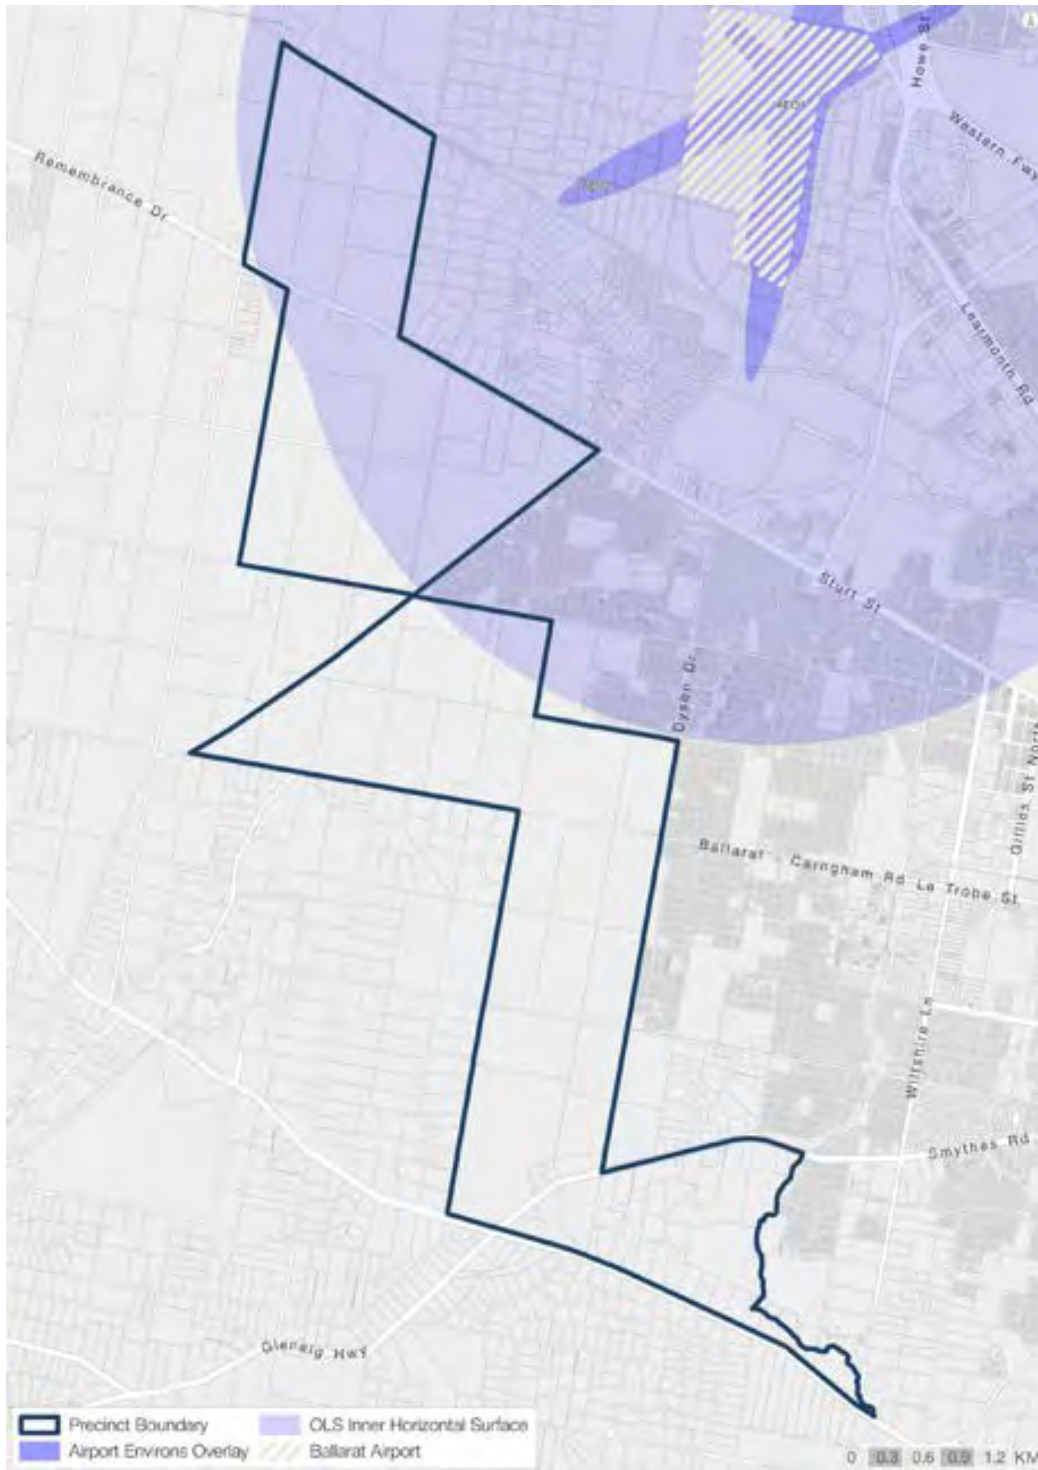 Howe St
Western Fwy
Remembrance Dr
Learmonth Rd
Sturt St
Dyson Dr
Gillies St North
Ballarat - Carngham Rd La Trobe St
Wiltshire Ln
Smythes Rd
Glenelg Hwy
Precinct Boundary
OLS Inner Horizontal Surface
Airport Environs Overlay
Ballarat Airport
0 0.3 0.6 0.9 1.2 KM